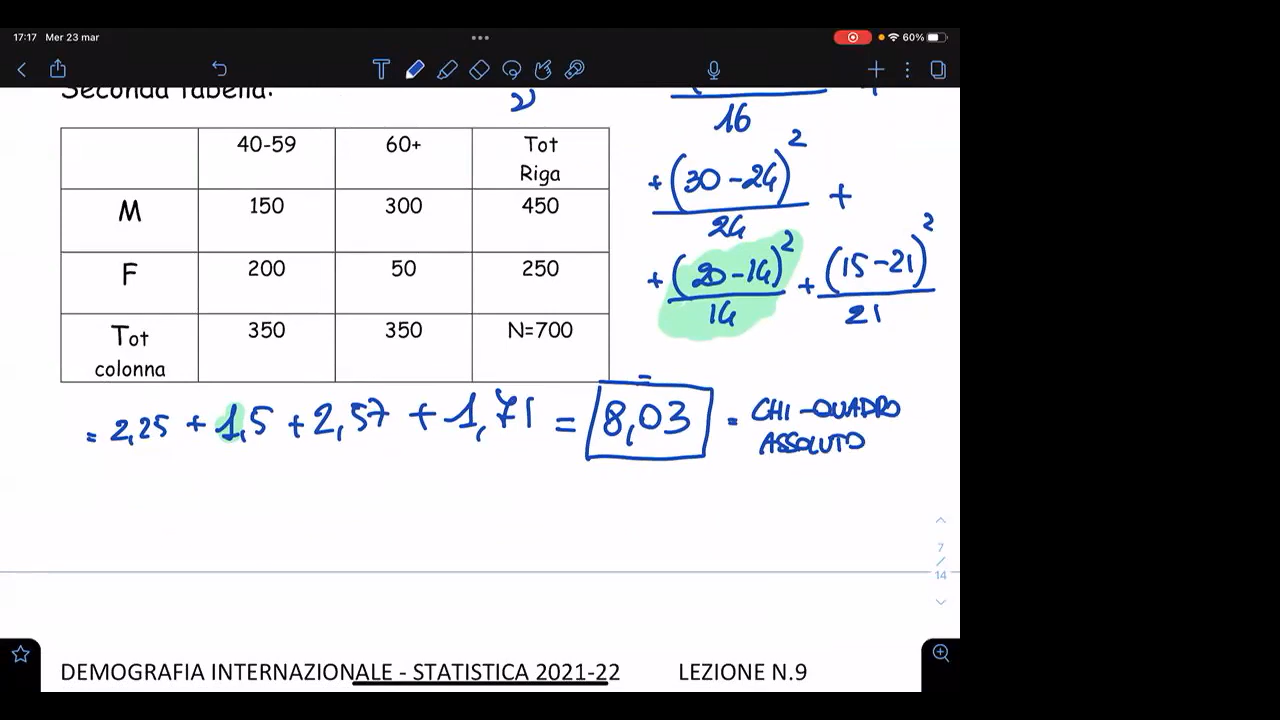 17:17 Mer 23 mar
60%
T
Seconda Tabella:
2)
40-59 60+ Tot Riga
M 150 300 450
F 200 50 250
Tot colonna 350 350 N=700
16 +
+ (30-24)² / 24 +
+ (20-14)² / 14 + (15-21)² / 21
=
= 2,25 + 1,5 + 2,57 + 1,71 = 8,03 = CHI-QUADRO
ASSOLUTO
7
/
14
DEMOGRAFIA INTERNAZIONALE - STATISTICA 2021-22 LEZIONE N.9